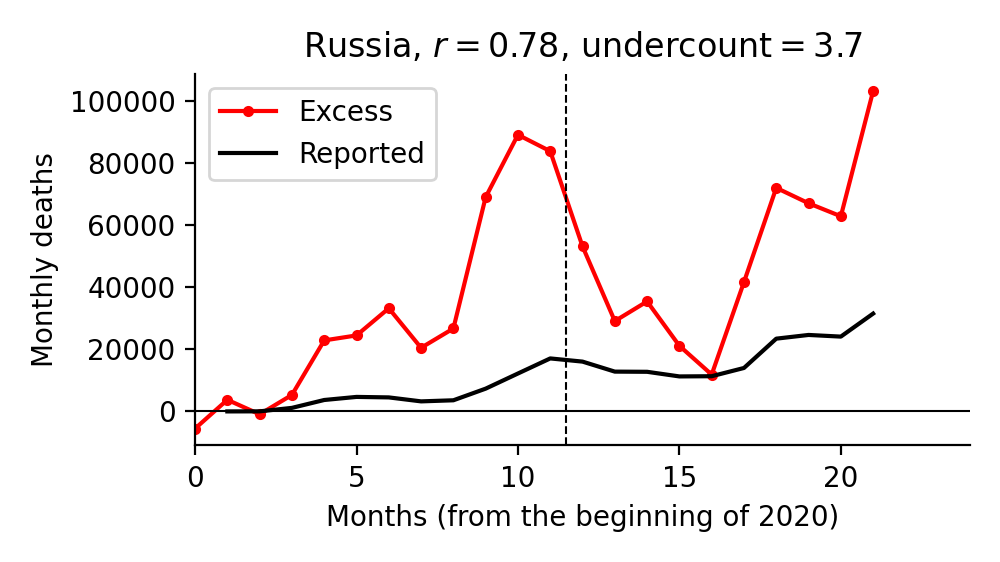 Russia, r = 0.78, undercount = 3.7
Excess
Reported
Monthly deaths
100000
80000
60000
40000
20000
0
0 5 10 15 20
Months (from the beginning of 2020)